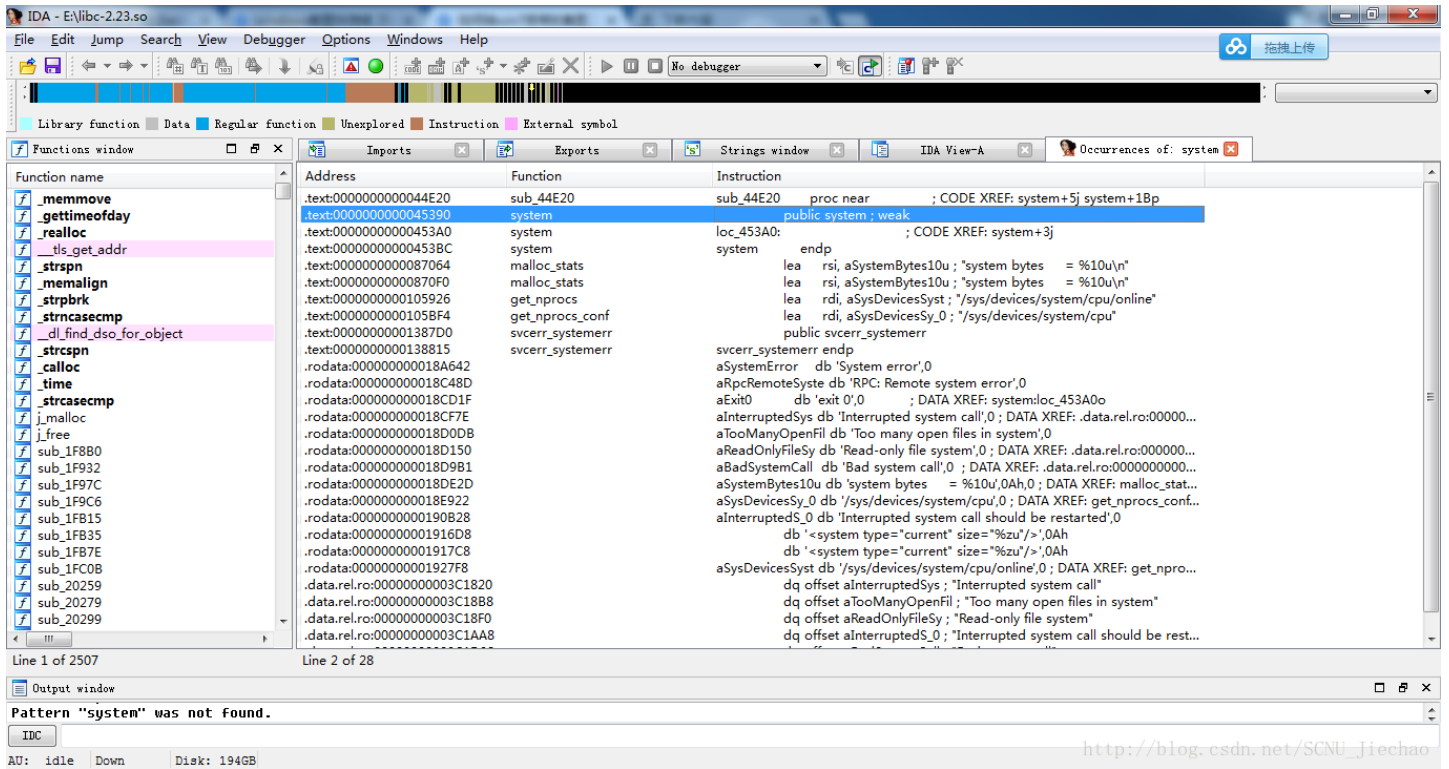 IDA - E:\libc-2.23.so
File Edit Jump Search View Debugger Options Windows Help
拖拽上传
No debugger
Library function Data Regular function Unexplored Instruction External symbol
Functions window
Imports Exports Strings window IDA View-A Occurrences of: system
Function name
_memmove
_gettimeofday
_realloc
__tls_get_addr
_strspn
_memalign
_strpbrk
_strncasecmp
__dl_find_dso_for_object
_strcspn
_calloc
_time
_strcasecmp
j_malloc
j_free
sub_1F8B0
sub_1F932
sub_1F97C
sub_1F9C6
sub_1FB15
sub_1FB35
sub_1FB7E
sub_1FC0B
sub_20259
sub_20279
sub_20299
Line 1 of 2507
Address Function Instruction
.text:0000000000044E20 sub_44E20 sub_44E20 proc near ; CODE XREF: system+5j system+1Bp
.text:0000000000045390 system public system ; weak
.text:00000000000453A0 system loc_453A0: ; CODE XREF: system+3j
.text:00000000000453BC system system endp
.text:0000000000087064 malloc_stats lea rsi, aSystemBytes10u ; "system bytes = %10u\n"
.text:00000000000870F0 malloc_stats lea rsi, aSystemBytes10u ; "system bytes = %10u\n"
.text:0000000000105926 get_nprocs lea rdi, aSysDevicesSyst ; "/sys/devices/system/cpu/online"
.text:0000000000105BF4 get_nprocs_conf lea rdi, aSysDevicesSy_0 ; "/sys/devices/system/cpu"
.text:00000000001387D0 svcerr_systemerr public svcerr_systemerr
.text:0000000000138815 svcerr_systemerr svcerr_systemerr endp
.rodata:000000000018A642 aSystemError db 'System error',0
.rodata:000000000018C48D aRpcRemoteSyste db 'RPC: Remote system error',0
.rodata:000000000018CD1F aExit0 db 'exit 0',0 ; DATA XREF: system:loc_453A0o
.rodata:000000000018CF7E aInterruptedSys db 'Interrupted system call',0 ; DATA XREF: .data.rel.ro:00000...
.rodata:000000000018D0DB aTooManyOpenFil db 'Too many open files in system',0
.rodata:000000000018D150 aReadOnlyFileSy db 'Read-only file system',0 ; DATA XREF: .data.rel.ro:000000...
.rodata:000000000018D9B1 aBadSystemCall db 'Bad system call',0 ; DATA XREF: .data.rel.ro:0000000000...
.rodata:000000000018DE2D aSystemBytes10u db 'system bytes = %10u',0Ah,0 ; DATA XREF: malloc_stat...
.rodata:000000000018E922 aSysDevicesSy_0 db '/sys/devices/system/cpu',0 ; DATA XREF: get_nprocs_conf...
.rodata:0000000000190B28 aInterruptedS_0 db 'Interrupted system call should be restarted',0
.rodata:00000000001916D8 db '<system type="current" size="%zu"/>',0Ah
.rodata:00000000001917C8 db '<system type="current" size="%zu"/>',0Ah
.rodata:00000000001927F8 aSysDevicesSyst db '/sys/devices/system/cpu/online',0 ; DATA XREF: get_npro...
.data.rel.ro:00000000003C1820 dq offset aInterruptedSys ; "Interrupted system call"
.data.rel.ro:00000000003C18B8 dq offset aTooManyOpenFil ; "Too many open files in system"
.data.rel.ro:00000000003C18F0 dq offset aReadOnlyFileSy ; "Read-only file system"
.data.rel.ro:00000000003C1AA8 dq offset aInterruptedS_0 ; "Interrupted system call should be rest...
Line 2 of 28
Output window
Pattern "system" was not found.
IDC
AU: idle Down Disk: 194GB
http://blog.csdn.net/SCNU_Jiechao